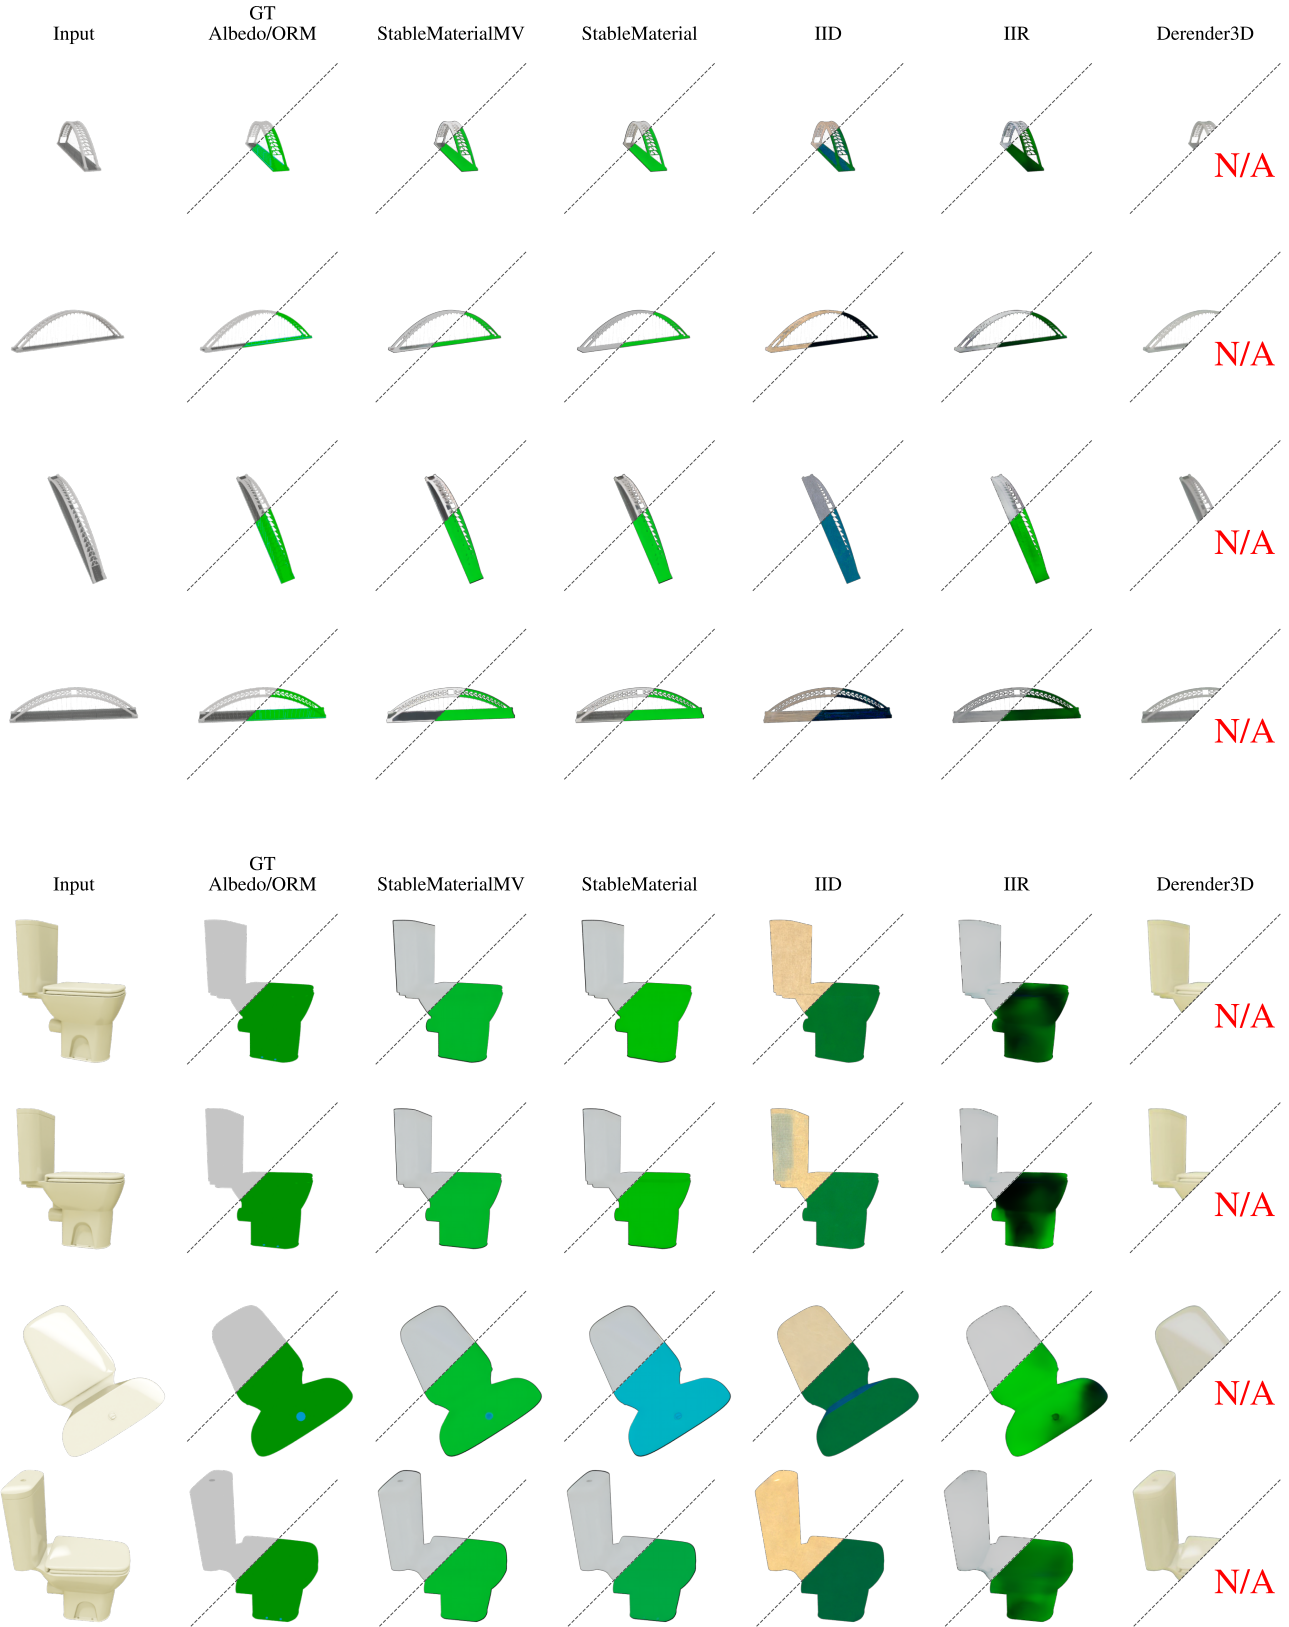 GT
Input Albedo/ORM StableMaterialMV StableMaterial IID IIR Derender3D
N/A
N/A
N/A
N/A
GT
Input Albedo/ORM StableMaterialMV StableMaterial IID IIR Derender3D
N/A
N/A
N/A
N/A